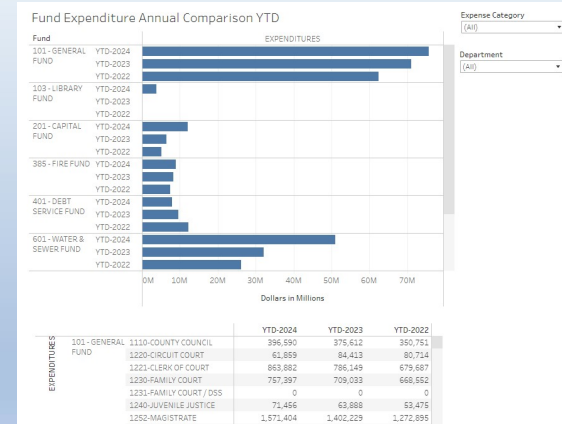 Fund Expenditure Annual Comparison YTD
Expense Category
(All)
Department
(All)
Fund
EXPENDITURES
101 - GENERAL FUND
YTD-2024
YTD-2023
YTD-2022
103 - LIBRARY FUND
YTD-2024
YTD-2023
YTD-2022
201 - CAPITAL FUND
YTD-2024
YTD-2023
YTD-2022
385 - FIRE FUND
YTD-2024
YTD-2023
YTD-2022
401 - DEBT SERVICE FUND
YTD-2024
YTD-2023
YTD-2022
601 - WATER & SEWER FUND
YTD-2024
YTD-2023
YTD-2022
0M 10M 20M 30M 40M 50M 60M 70M
Dollars in Millions
YTD-2024 YTD-2023 YTD-2022
EXPENDITURES
101 - GENERAL FUND
1110-COUNTY COUNCIL 396,590 375,612 350,751
1220-CIRCUIT COURT 61,859 84,413 80,714
1221-CLERK OF COURT 863,882 786,149 679,687
1230-FAMILY COURT 757,397 709,033 668,552
1231-FAMILY COURT / DSS 0 0 0
1240-JUVENILE JUSTICE 71,456 63,888 53,475
1252-MAGISTRATE 1,571,404 1,402,229 1,272,895